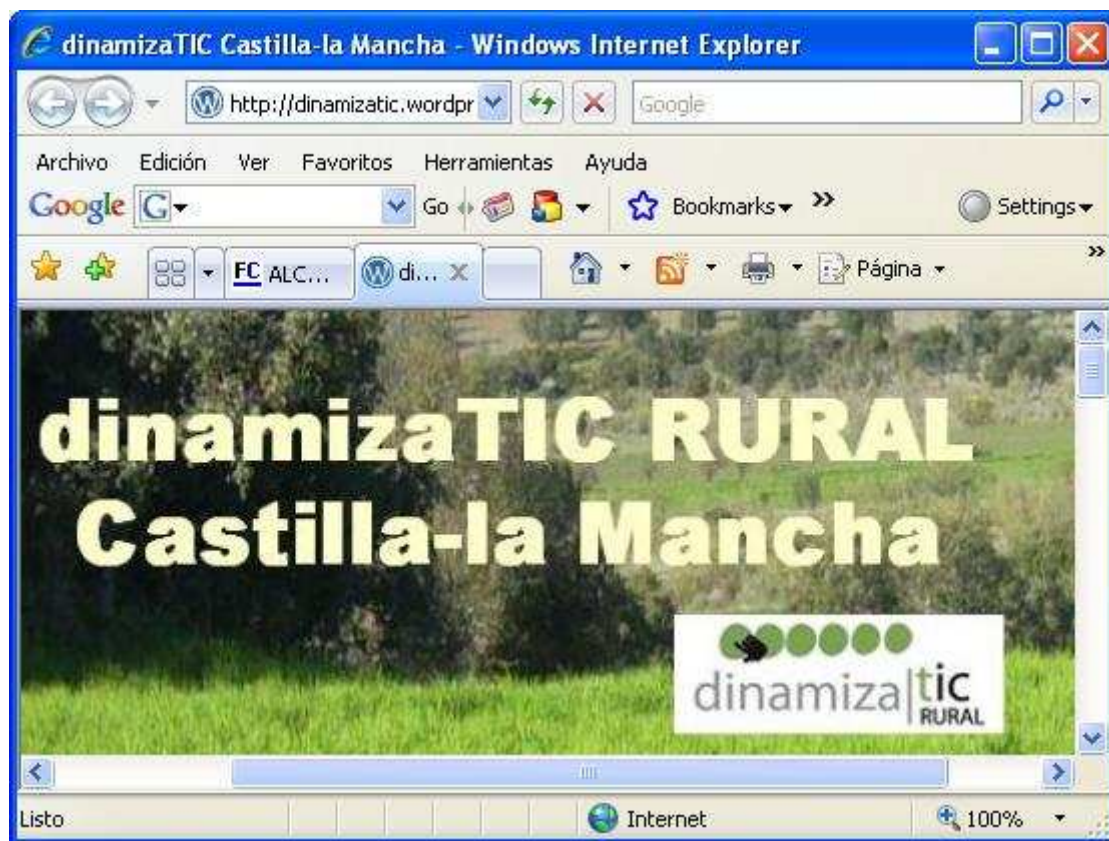 dinamizaTIC Castilla-la Mancha - Windows Internet Explorer
http://dinamizatic.wordpr Google
Archivo Edición Ver Favoritos Herramientas Ayuda
Google G Go Bookmarks » Settings
FC ALC... di... Página »
dinamizaTIC RURAL
Castilla-la Mancha
dinamiza tic
RURAL
Listo Internet 100%